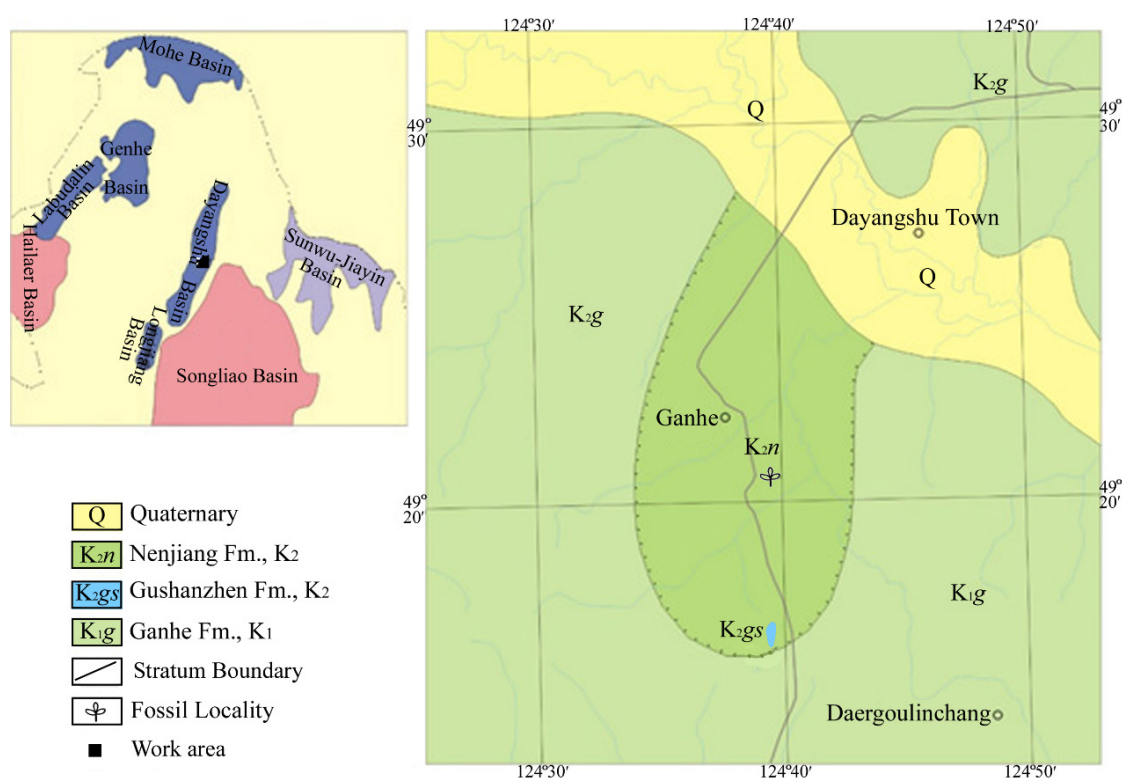 Mohe Basin
Genhe
Basin
Labudalin
Basin
Hailaer Basin
Dayangshu
Basin
Longjiang
Basin
Sunwu-Jiayin
Basin
Songliao Basin
Q Quaternary
K2n Nenjiang Fm., K2
K2gs Gushanzhen Fm., K2
K1g Ganhe Fm., K1
Stratum Boundary
Fossil Locality
Work area
124°30′ 124°40′ 124°50′
K2g
49°
30′
49°
30′
Q
Dayangshu Town
Q
K2g
Ganhe
K2n
49°
20′
49°
20′
K1g
K2gs
Daergoulinchang
124°30′ 124°40′ 124°50′